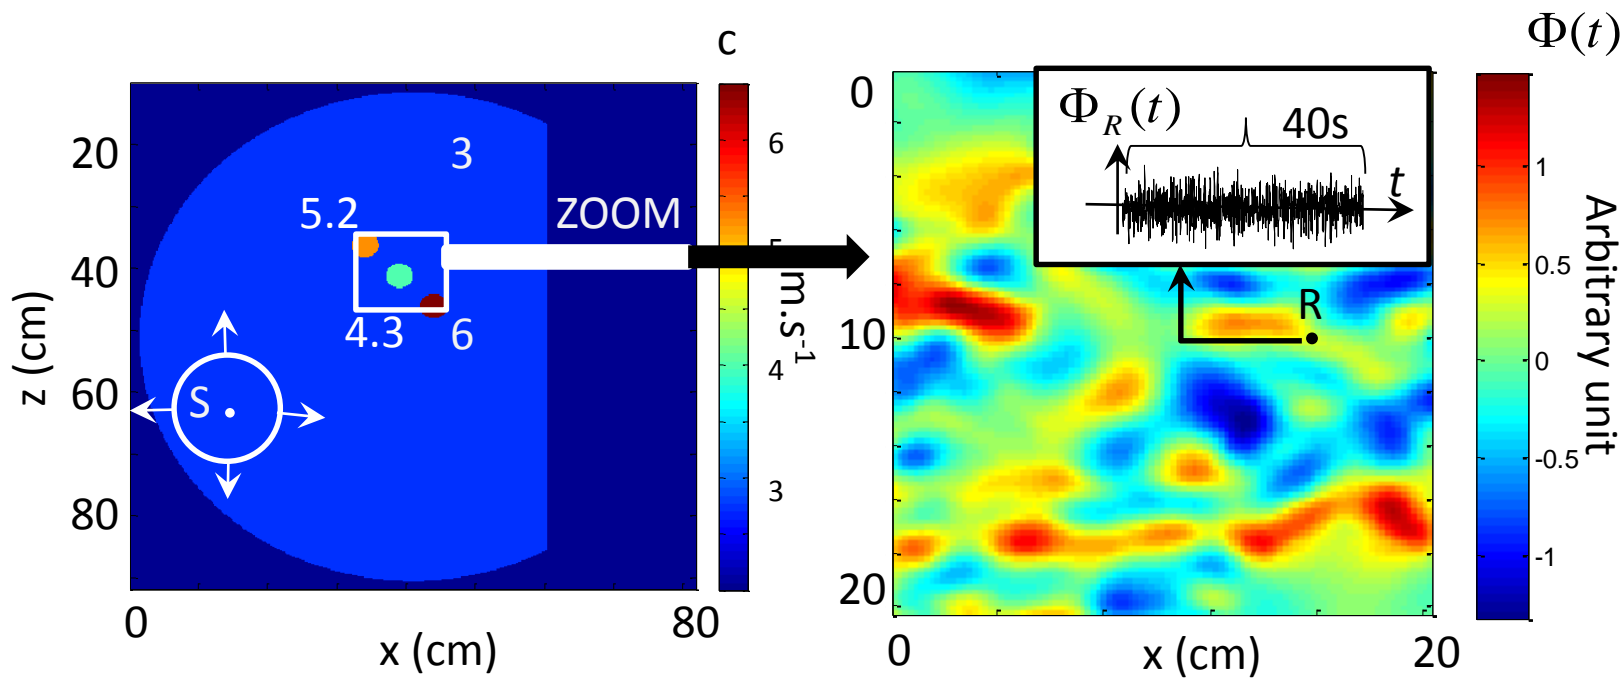 c
20
40
60
80
z (cm)
0
80
x (cm)
3
5.2
4.3
6
ZOOM
S
6
5
4
3
m.s⁻¹
0
10
20
0
20
x (cm)
Φ_R(t)
40s
t
R
Φ(t)
1
0.5
0
-0.5
-1
Arbitrary unit